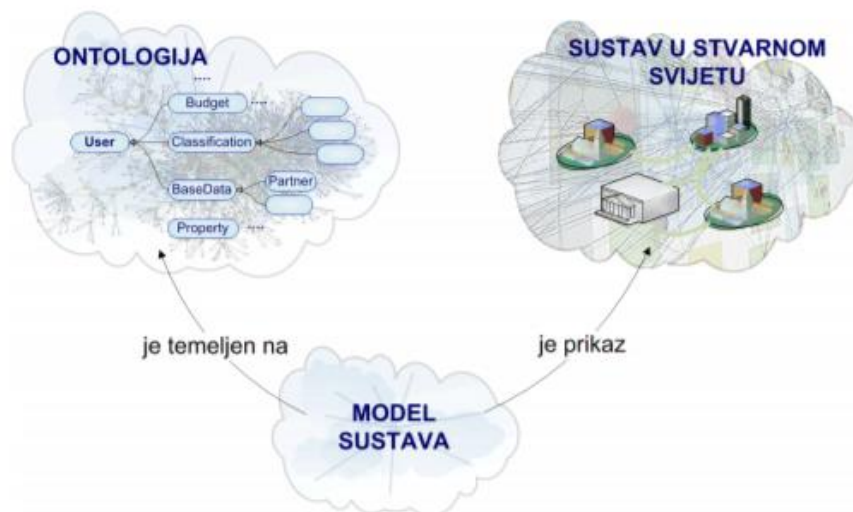 ONTOLOGIJA
....
Budget ....
User
Classification
BaseData
Partner
Property ....
SUSTAV U STVARNOM
SVIJETU
je temeljen na
je prikaz
MODEL
SUSTAVA